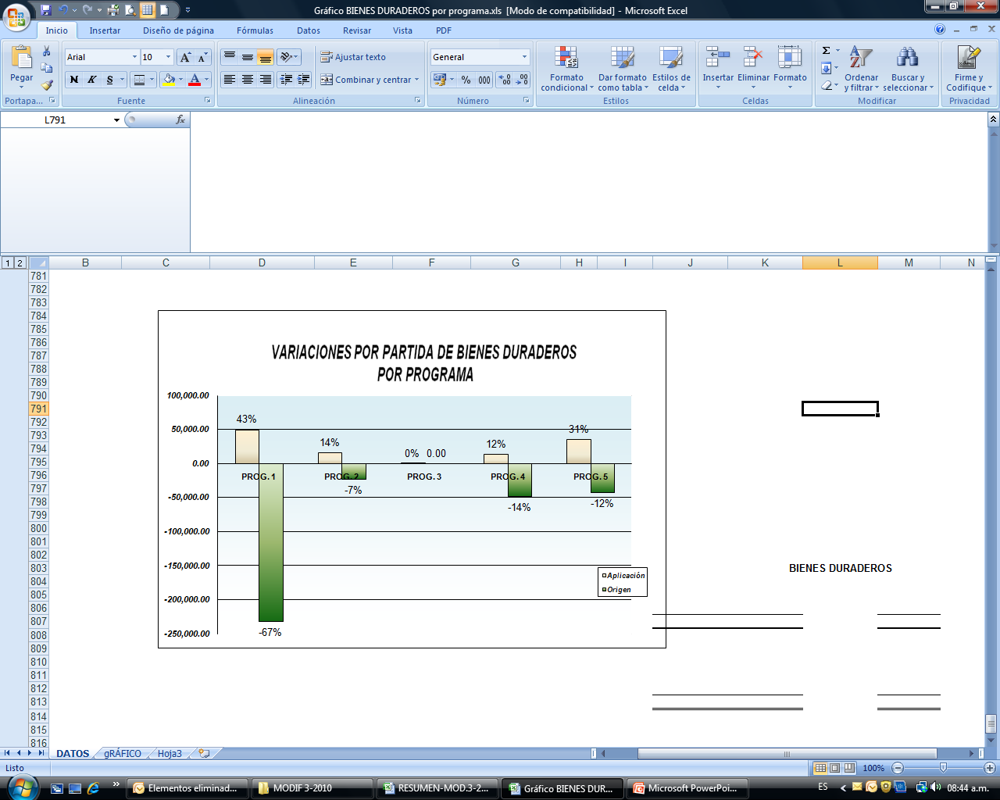 Gráfico BIENES DURADEROS por programa.xls [Modo de compatibilidad] - Microsoft Excel
Inicio Insertar Diseño de página Fórmulas Datos Revisar Vista PDF
Pegar
Portapa...
Arial 10
N K S
Fuente
Ajustar texto
Combinar y centrar
Alineación
General
% 000
Número
Formato condicional
Dar formato como tabla
Estilos de celda
Estilos
Insertar Eliminar Formato
Celdas
Σ
Ordenar y filtrar
Buscar y seleccionar
Modificar
Firme y Codifique
Privacidad
L791 fx
1 2
B C D E F G H I J K L M N
781
782
783
784
785
786
787
788
789
790
791
792
793
794
795
796
797
798
799
800
801
802
803
804
805
806
807
808
809
810
811
812
813
814
815
816
VARIACIONES POR PARTIDA DE BIENES DURADEROS
POR PROGRAMA
100,000.00
50,000.00
0.00
-50,000.00
-100,000.00
-150,000.00
-200,000.00
-250,000.00
43% 14% 0% 0.00 12% 31%
PROG. 1 PROG. 2 PROG. 3 PROG. 4 PROG. 5
-67% -7% -14% -12%
Aplicación
Origen
BIENES DURADEROS
DATOS gRÁFICO Hoja3
Listo
100%
Elementos eliminad...
MODIF 3-2010
RESUMEN-MOD.3-2...
Gráfico BIENES DUR...
Microsoft PowerPoi...
ES
08:44 a.m.